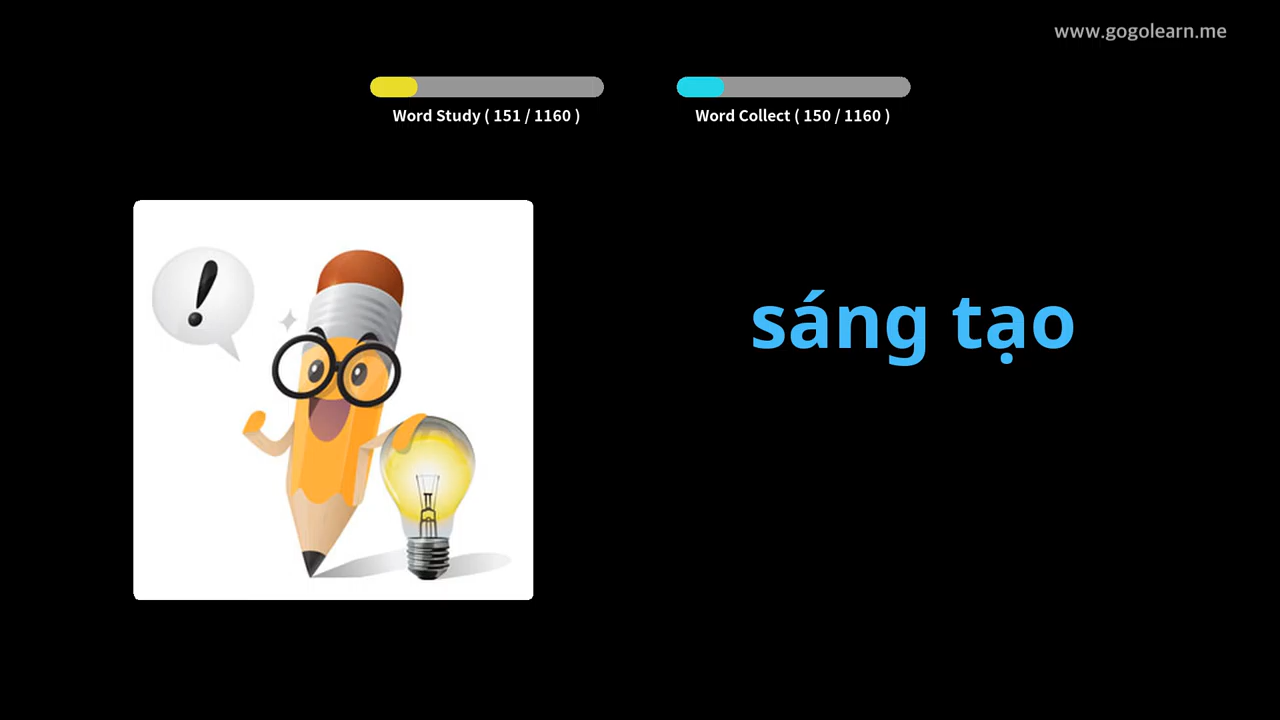 www.gogolearn.me
Word Study ( 151 / 1160 )
Word Collect ( 150 / 1160 )
!
sáng tạo